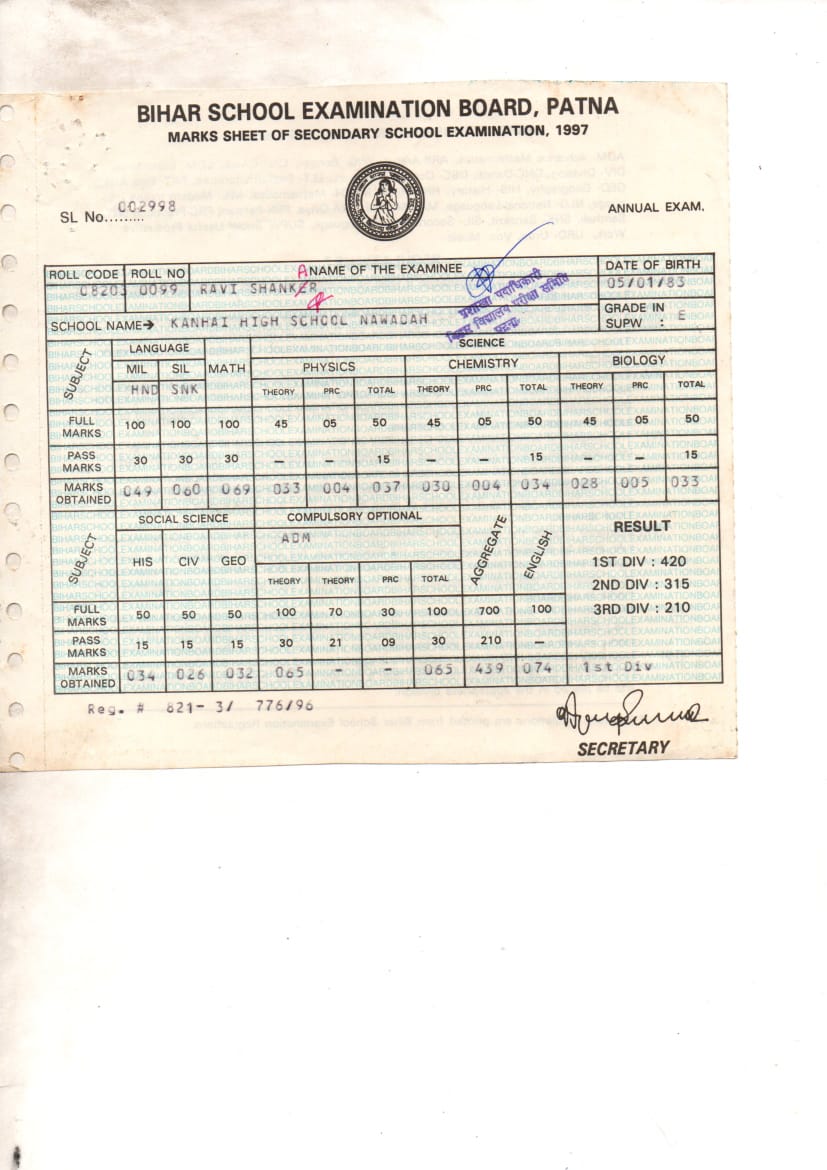 BIHAR SCHOOL EXAMINATION BOARD, PATNA
MARKS SHEET OF SECONDARY SCHOOL EXAMINATION, 1997
SL No......... 002998
ANNUAL EXAM.
ROLL CODE ROLL NO NAME OF THE EXAMINEE DATE OF BIRTH
08203 0099 RAVI SHANKER 05/01/83
A
प्रशाखा पदाधिकारी
बिहार विद्यालय परीक्षा समिति
पटना
SCHOOL NAME→ KANHAI HIGH SCHOOL NAWADAH GRADE IN SUPW : E
SUBJECT LANGUAGE MATH SCIENCE
MIL SIL PHYSICS CHEMISTRY BIOLOGY
HND SNK THEORY PRC TOTAL THEORY PRC TOTAL THEORY PRC TOTAL
FULL MARKS 100 100 100 45 05 50 45 05 50 45 05 50
PASS MARKS 30 30 30 – – 15 – – 15 – – 15
MARKS OBTAINED 049 060 069 033 004 037 030 004 034 028 005 033
SUBJECT SOCIAL SCIENCE COMPULSORY OPTIONAL AGGREGATE ENGLISH RESULT
ADM
HIS CIV GEO 1ST DIV : 420
THEORY THEORY PRC TOTAL 2ND DIV : 315
FULL MARKS 50 50 50 100 70 30 100 700 100 3RD DIV : 210
PASS MARKS 15 15 15 30 21 09 30 210 –
MARKS OBTAINED 034 026 032 065 - - 065 439 074 1st Div
Reg. # 821- 3/ 776/96
SECRETARY